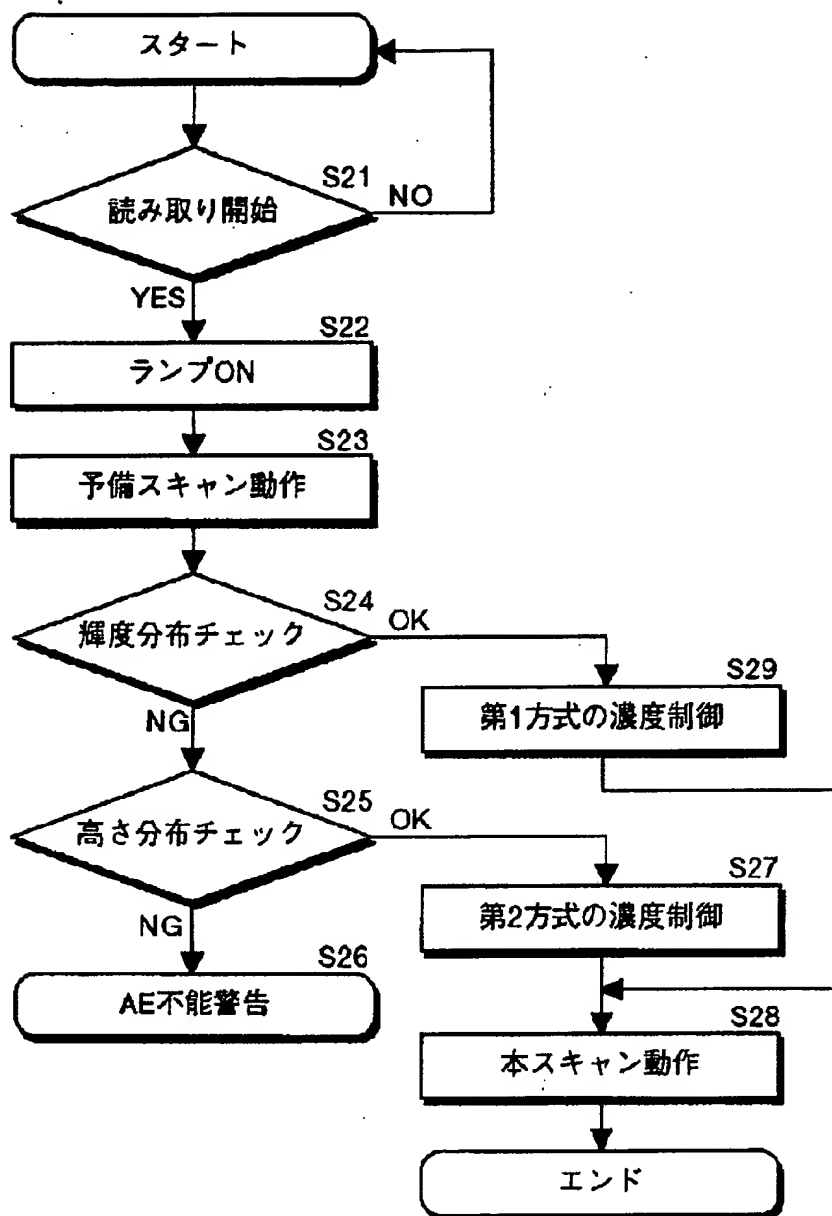 スタート
S21
読み取り開始
NO
YES
S22
ランプON
S23
予備スキャン動作
S24
輝度分布チェック
OK
S29
第1方式の濃度制御
NG
S25
高さ分布チェック
OK
S27
第2方式の濃度制御
NG
S26
AE不能警告
S28
本スキャン動作
エンド